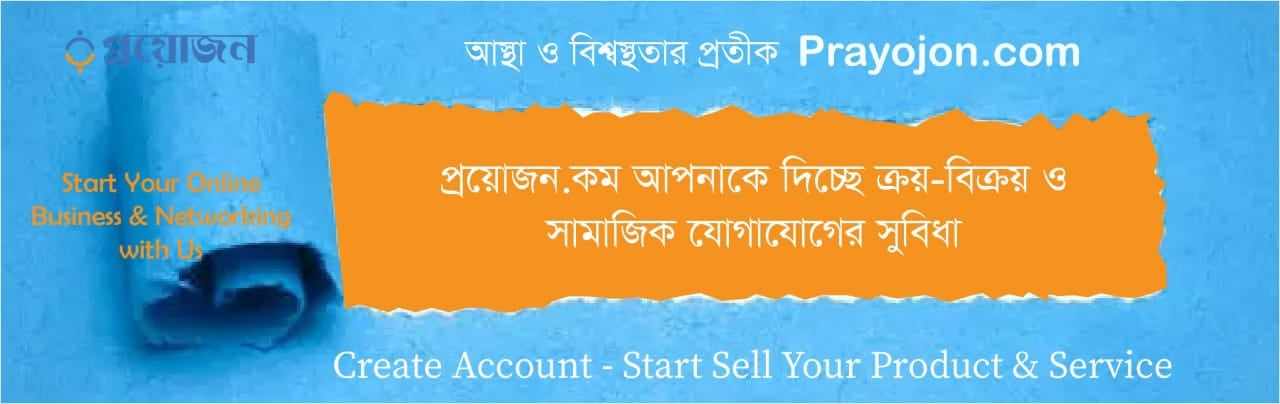 প্রয়োজন
আস্থা ও বিশ্বস্থতার প্রতীক Prayojon.com
Start Your Online
Business & Networking
with Us
প্রয়োজন.কম আপনাকে দিচ্ছে ক্রয়-বিক্রয় ও
সামাজিক যোগাযোগের সুবিধা
Create Account - Start Sell Your Product & Service